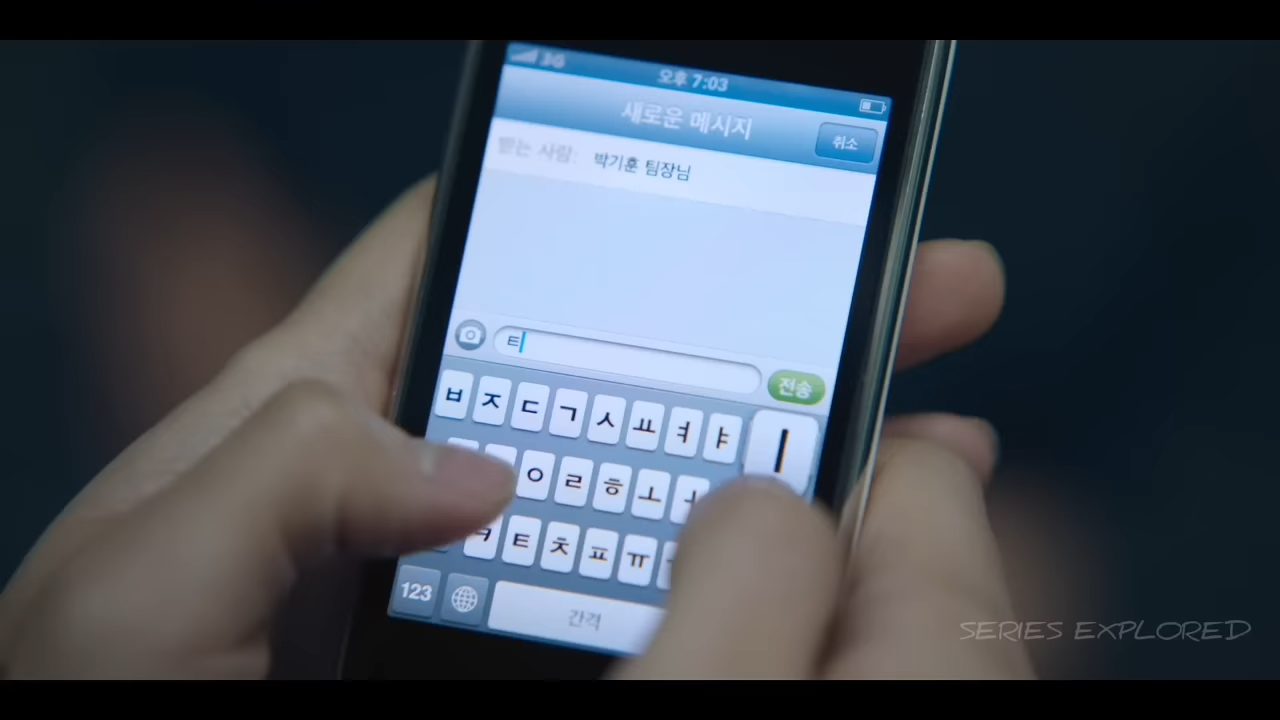 3G 오후 7:03
새로운 메시지 취소
받는 사람: 박기훈 팀장님
ㅌ
전송
ㅂ ㅈ ㄷ ㄱ ㅅ ㅛ ㅕ ㅑ ㅣ
ㅇ ㄹ ㅎ ㅗ ㅓ
ㅋ ㅌ ㅊ ㅍ ㅠ
123 간격
SERIES EXPLORED